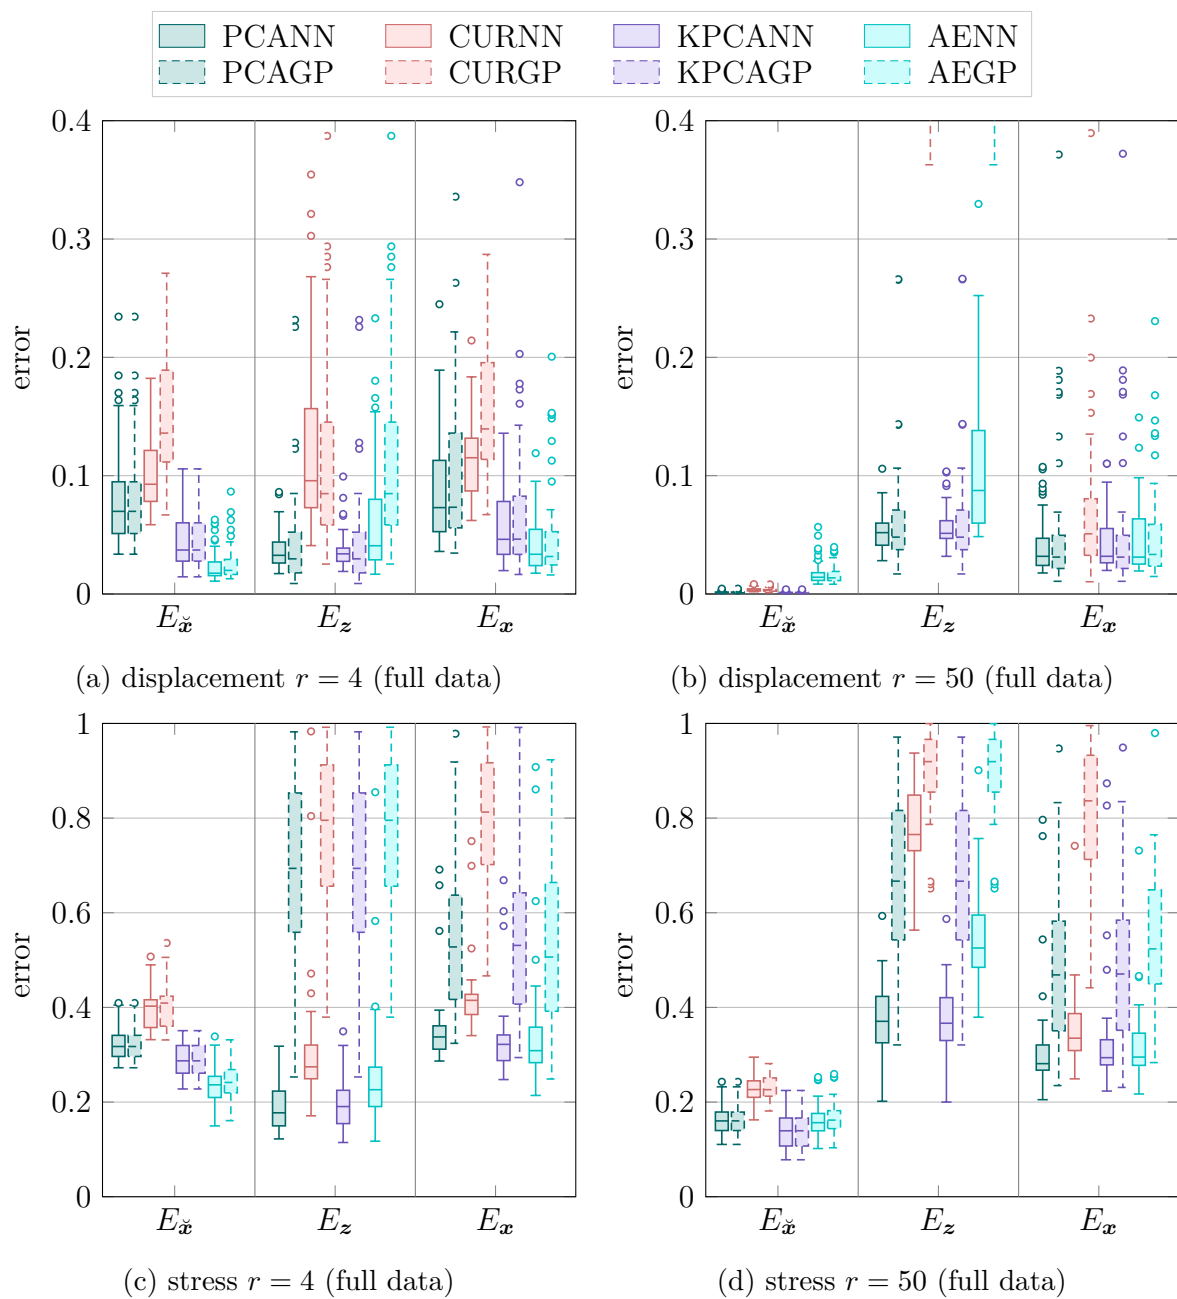 PCANN CURNN KPCANN AENN
PCAGP CURGP KPCAGP AEGP
0.4
0.3
0.2
0.1
0
error
E_x̆ E_z E_x
(a) displacement r = 4 (full data)
0.4
0.3
0.2
0.1
0
error
E_x̆ E_z E_x
(b) displacement r = 50 (full data)
1
0.8
0.6
0.4
0.2
0
error
E_x̆ E_z E_x
(c) stress r = 4 (full data)
1
0.8
0.6
0.4
0.2
0
error
E_x̆ E_z E_x
(d) stress r = 50 (full data)